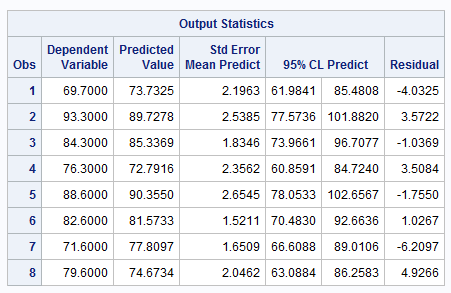 Output Statistics
Obs Dependent Variable Predicted Value Std Error Mean Predict 95% CL Predict Residual
1 69.7000 73.7325 2.1963 61.9841 85.4808 -4.0325
2 93.3000 89.7278 2.5385 77.5736 101.8820 3.5722
3 84.3000 85.3369 1.8346 73.9661 96.7077 -1.0369
4 76.3000 72.7916 2.3562 60.8591 84.7240 3.5084
5 88.6000 90.3550 2.6545 78.0533 102.6567 -1.7550
6 82.6000 81.5733 1.5211 70.4830 92.6636 1.0267
7 71.6000 77.8097 1.6509 66.6088 89.0106 -6.2097
8 79.6000 74.6734 2.0462 63.0884 86.2583 4.9266